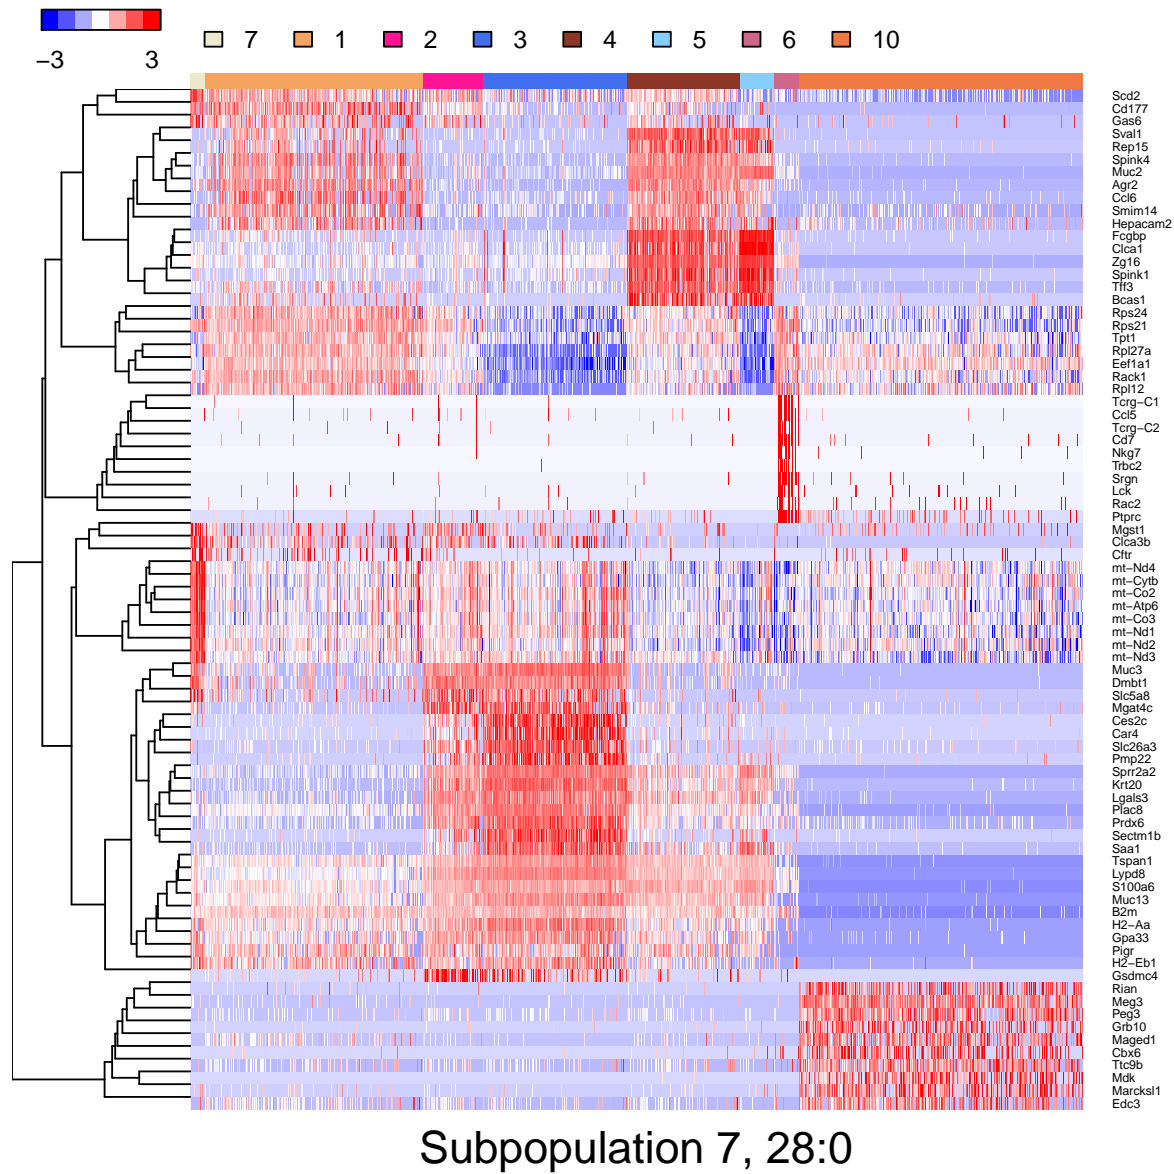 7 1 2 3 4 5 6 10
−3 3
Scd2
Cd177
Gas6
Sval1
Rep15
Spink4
Muc2
Agr2
Ccl6
Smim14
Hepacam2
Fcgbp
Clca1
Zg16
Spink1
Tff3
Bcas1
Rps24
Rps21
Tpt1
Rpl27a
Eef1a1
Rack1
Rpl12
Tcrg−C1
Ccl5
Tcrg−C2
Cd7
Nkg7
Trbc2
Srgn
Lck
Rac2
Ptprc
Mgst1
Clca3b
Cftr
mt−Nd4
mt−Cytb
mt−Co2
mt−Atp6
mt−Co3
mt−Nd1
mt−Nd2
mt−Nd3
Muc3
Dmbt1
Slc5a8
Mgat4c
Ces2c
Car4
Slc26a3
Pmp22
Sprr2a2
Krt20
Lgals3
Plac8
Prdx6
Sectm1b
Saa1
Tspan1
Lypd8
S100a6
Muc13
B2m
H2−Aa
Gpa33
Pigr
H2−Eb1
Gsdmc4
Rian
Meg3
Peg3
Grb10
Maged1
Cbx6
Ttc9b
Mdk
Marcksl1
Edc3
Subpopulation 7, 28:0